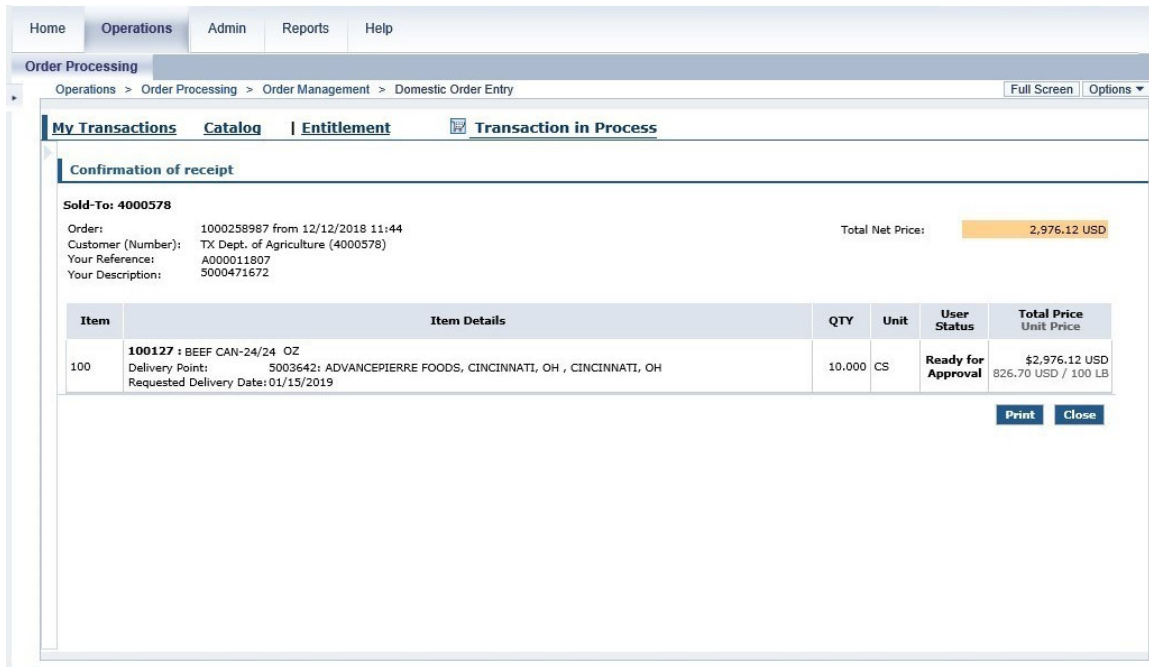 Home Operations Admin Reports Help
Order Processing
Operations > Order Processing > Order Management > Domestic Order Entry Full Screen Options
My Transactions Catalog | Entitlement Transaction in Process
Confirmation of receipt
Sold-To: 4000578
Order: 1000258987 from 12/12/2018 11:44 Total Net Price: 2,976.12 USD
Customer (Number): TX Dept. of Agriculture (4000578)
Your Reference: A000011807
Your Description: 5000471672
Item Item Details QTY Unit User Status Total Price Unit Price
100127 : BEEF CAN-24/24 OZ
100 Delivery Point: 5003642: ADVANCEPIERRE FOODS, CINCINNATI, OH , CINCINNATI, OH 10.000 CS Ready for Approval $2,976.12 USD 826.70 USD / 100 LB
Requested Delivery Date: 01/15/2019
Print Close